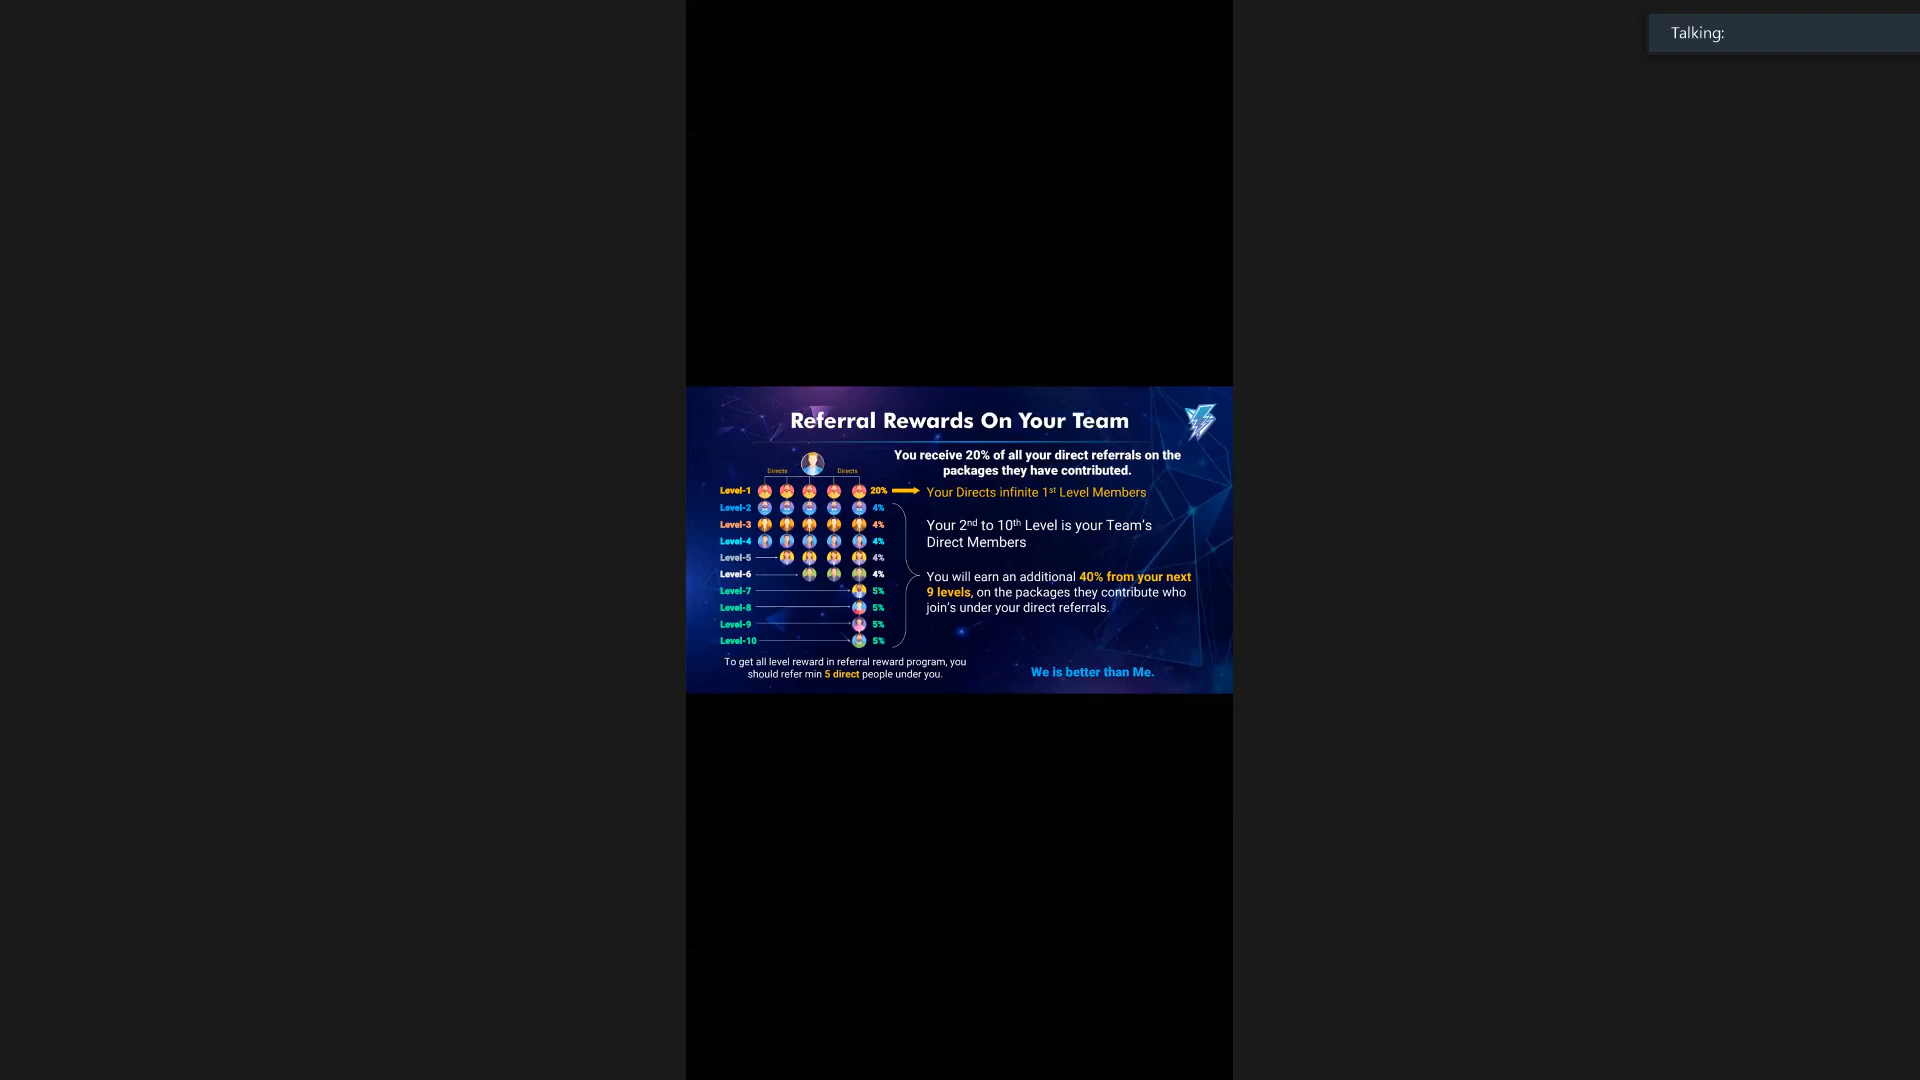 Talking:
Referral Rewards On Your Team
You receive 20% of all your direct referrals on the
packages they have contributed.
Directs
Directs
Level-1 20% Your Directs infinite 1st Level Members
Level-2 4%
Level-3 4%
Level-4 4%
Level-5 4%
Level-6 4%
Level-7 5%
Level-8 5%
Level-9 5%
Level-10 5%
Your 2nd to 10th Level is your Team's
Direct Members
You will earn an additional 40% from your next
9 levels, on the packages they contribute who
join's under your direct referrals.
To get all level reward in referral reward program, you
should refer min 5 direct people under you.
We is better than Me.